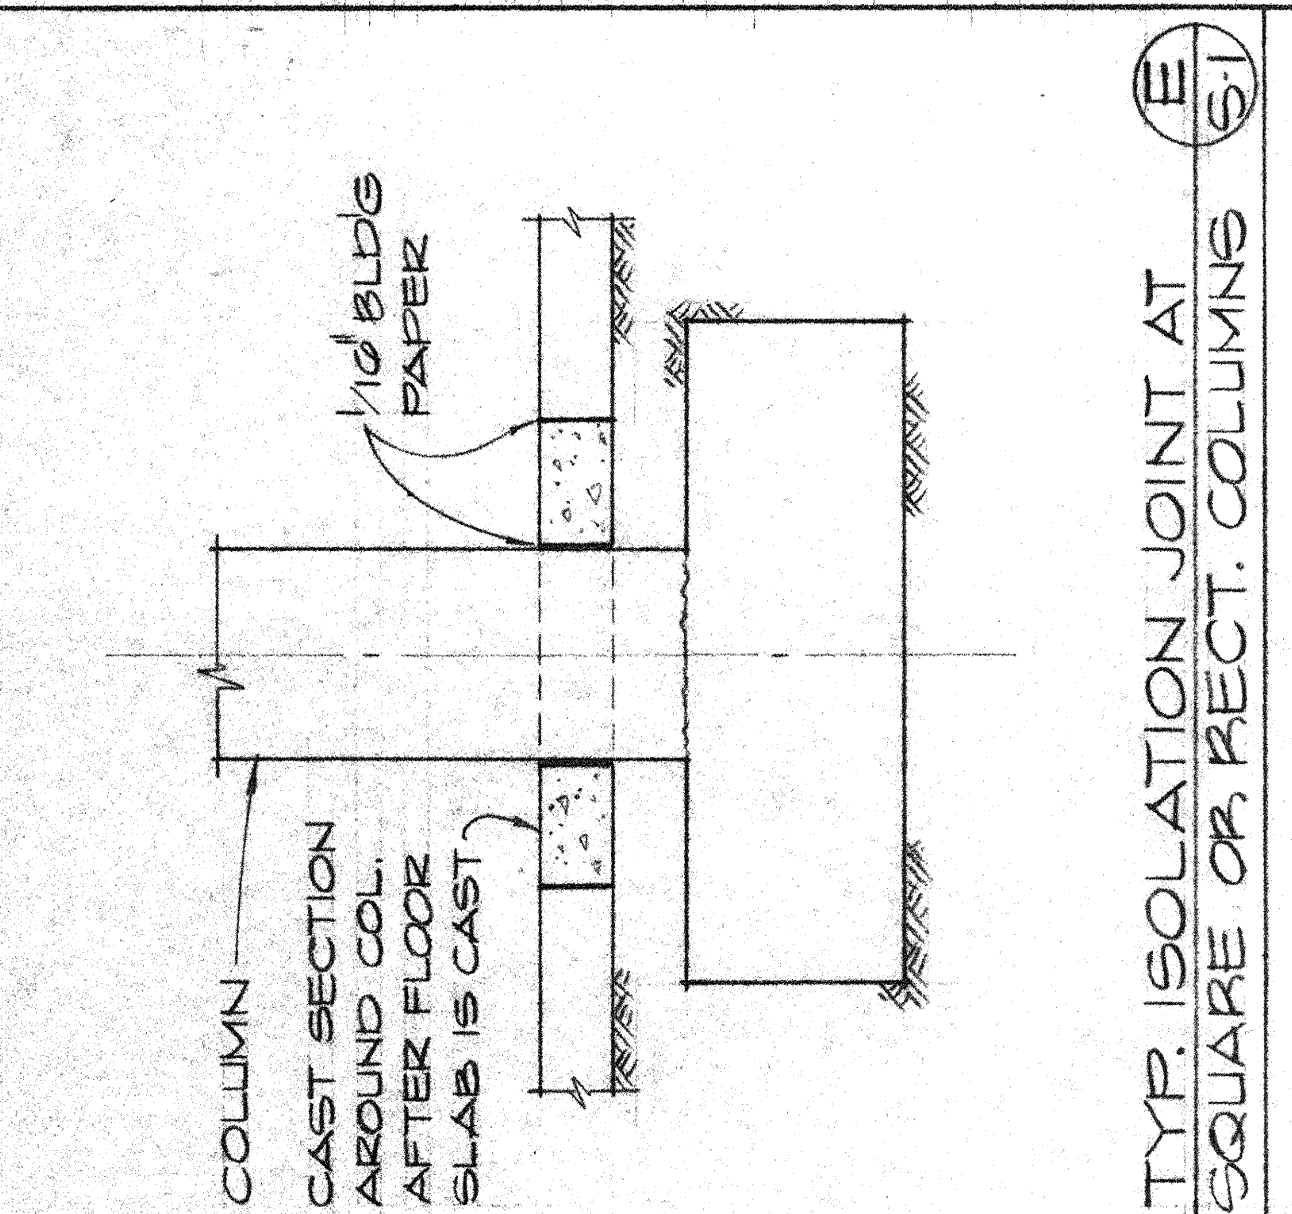 COLUMN
CAST SECTION
AROUND COL.
AFTER FLOOR
SLAB IS CAST
1/16" BLD'G
PAPER
TYP. ISOLATION JOINT AT
SQUARE OR RECT. COLUMNS
E
S-1